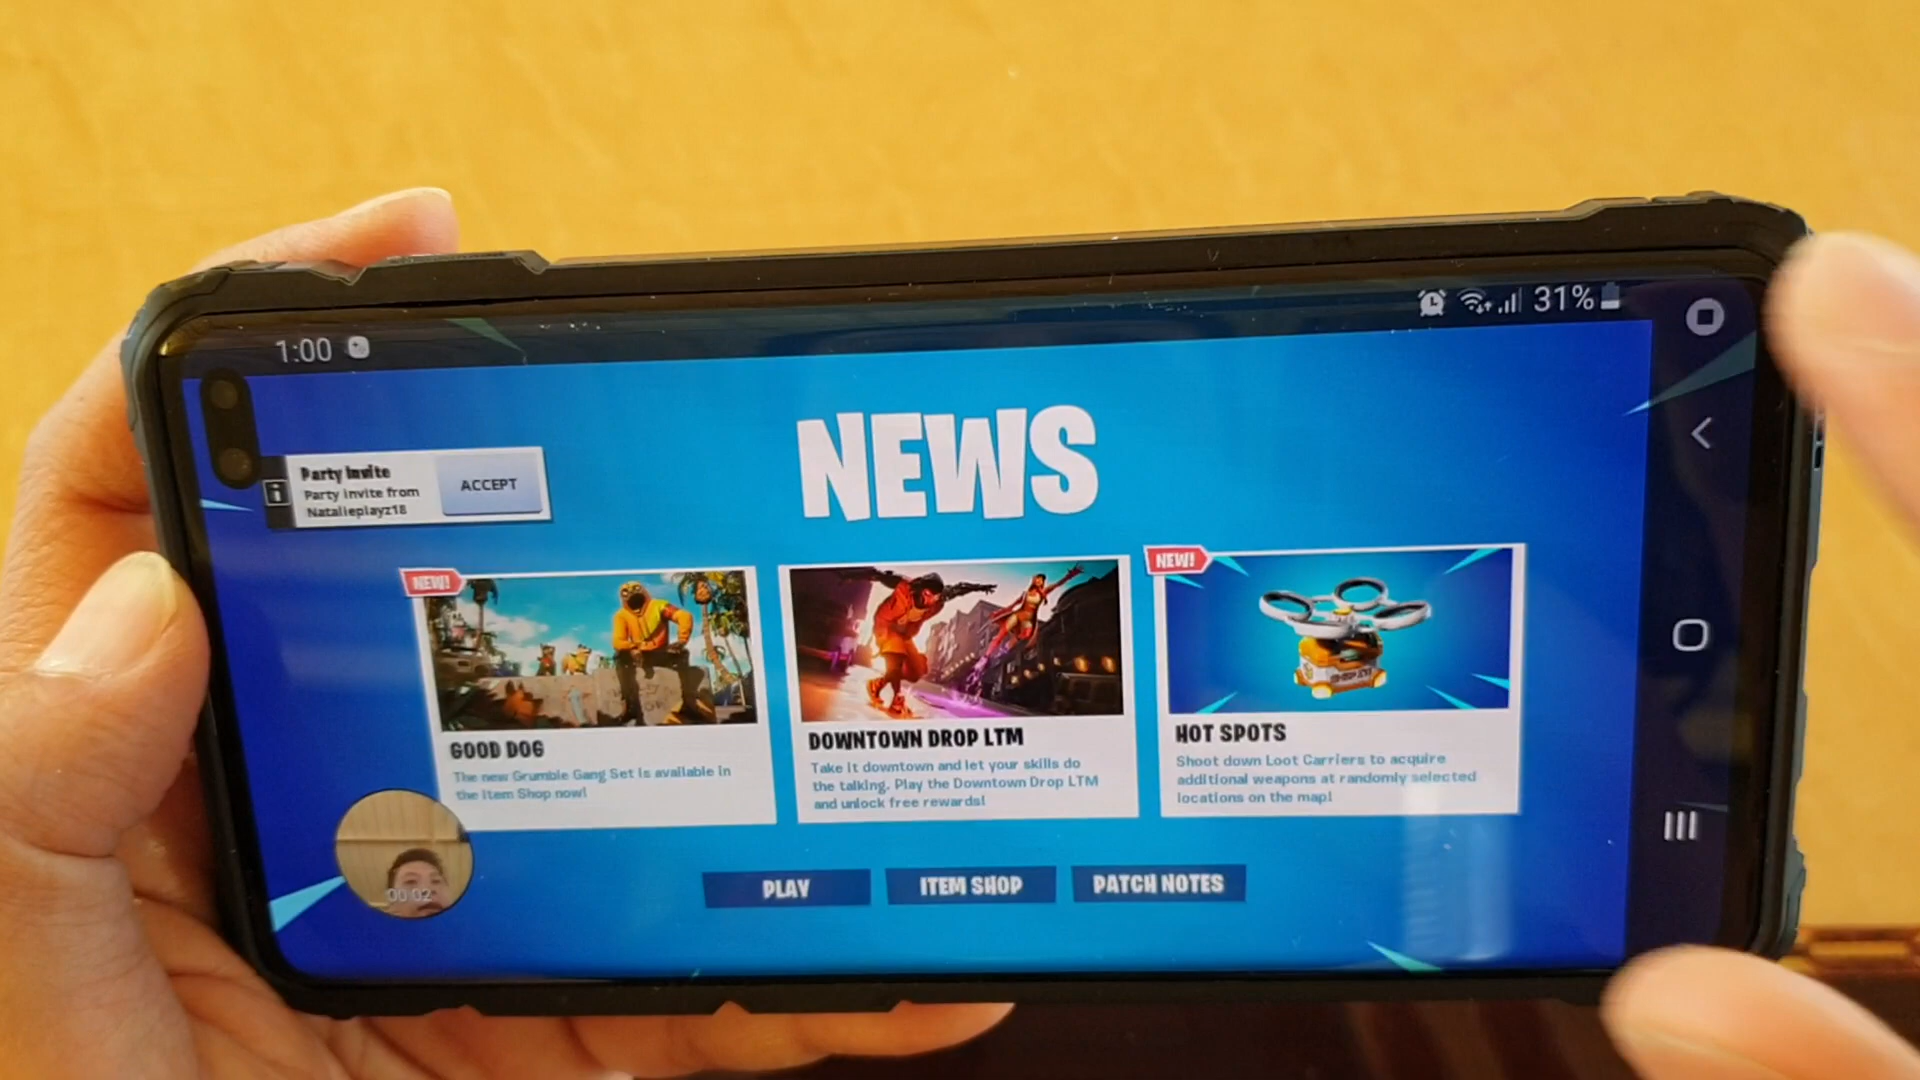 1:00
31%
NEWS
Party Invite
Party invite from
Natalieplayz18
ACCEPT
NEW!
GOOD DOG
The new Grumble Gang Set is available in
the Item Shop now!
DOWNTOWN DROP LTM
Take it downtown and let your skills do
the talking. Play the Downtown Drop LTM
and unlock free rewards!
NEW!
HOT SPOTS
Shoot down Loot Carriers to acquire
additional weapons at randomly selected
locations on the map!
00:02
PLAY
ITEM SHOP
PATCH NOTES